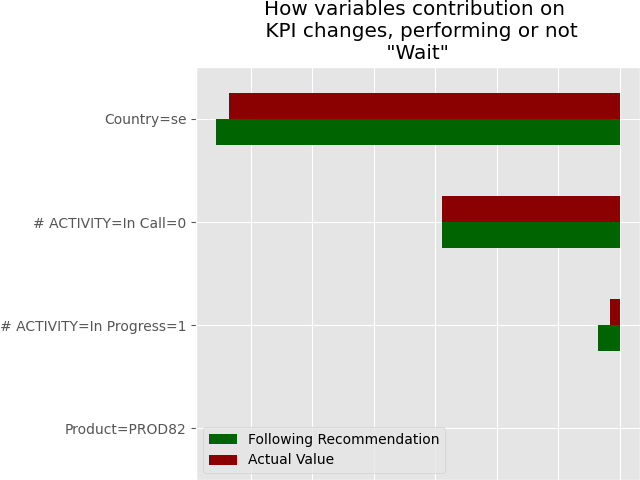 How variables contribution on
KPI changes, performing or not
"Wait"
Country=se
# ACTIVITY=In Call=0
# ACTIVITY=In Progress=1
Product=PROD82
Following Recommendation
Actual Value